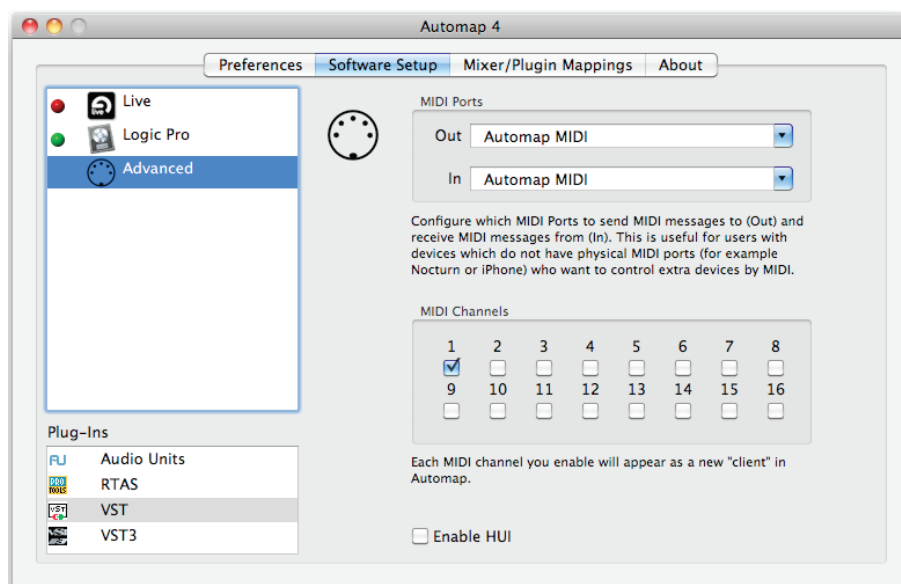 Automap 4
Preferences
Software Setup
Mixer/Plugin Mappings
About
Live
Logic Pro
Advanced
MIDI Ports
Out
Automap MIDI
In
Automap MIDI
Configure which MIDI Ports to send MIDI messages to (Out) and
receive MIDI messages from (In). This is useful for users with
devices which do not have physical MIDI ports (for example
Nocturn or iPhone) who want to control extra devices by MIDI.
MIDI Channels
1 2 3 4 5 6 7 8
9 10 11 12 13 14 15 16
Each MIDI channel you enable will appear as a new "client" in
Automap.
Enable HUI
Plug-Ins
AU Audio Units
PRO TOOLS RTAS
VST VST
VST3